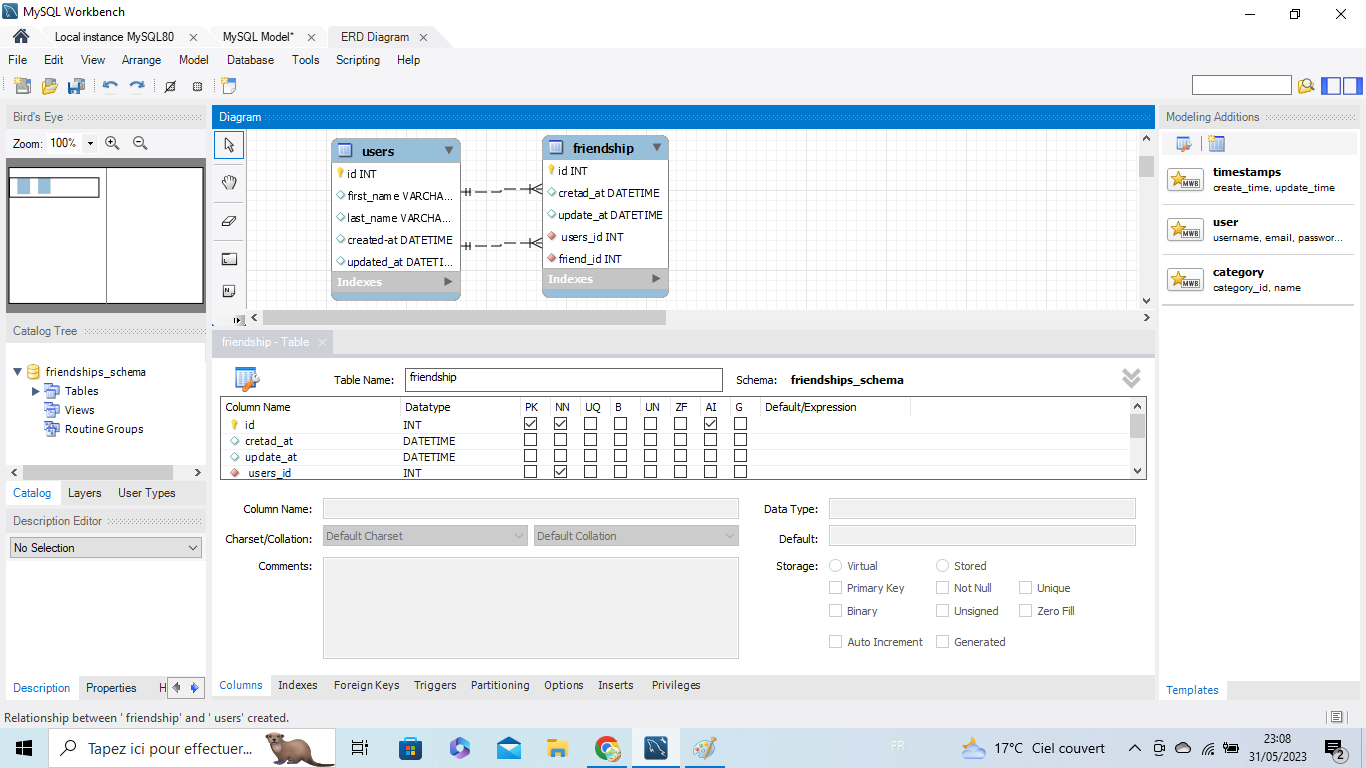 MySQL Workbench
Local instance MySQL80
MySQL Model*
ERD Diagram
File Edit View Arrange Model Database Tools Scripting Help
Bird's Eye
Zoom: 100%
Catalog Tree
friendships_schema
Tables
Views
Routine Groups
Catalog Layers User Types
Description Editor
No Selection
Description Properties H
Diagram
users
id INT
first_name VARCHA...
last_name VARCHA...
created-at DATETIME
updated_at DATETI...
Indexes
friendship
id INT
cretad_at DATETIME
update_at DATETIME
users_id INT
friend_id INT
Indexes
friendship - Table
Table Name: friendship Schema: friendships_schema
Column Name Datatype PK NN UQ B UN ZF AI G Default/Expression
id INT
cretad_at DATETIME
update_at DATETIME
users_id INT
Column Name: Data Type:
Charset/Collation: Default Charset Default Collation Default:
Comments: Storage: Virtual Stored
Primary Key Not Null Unique
Binary Unsigned Zero Fill
Auto Increment Generated
Columns Indexes Foreign Keys Triggers Partitioning Options Inserts Privileges
Modeling Additions
MWB
timestamps
create_time, update_time
MWB
user
username, email, passwor...
MWB
category
category_id, name
Templates
Relationship between ' friendship' and ' users' created.
Tapez ici pour effectuer...
FR
17°C Ciel couvert
23:08
31/05/2023
2